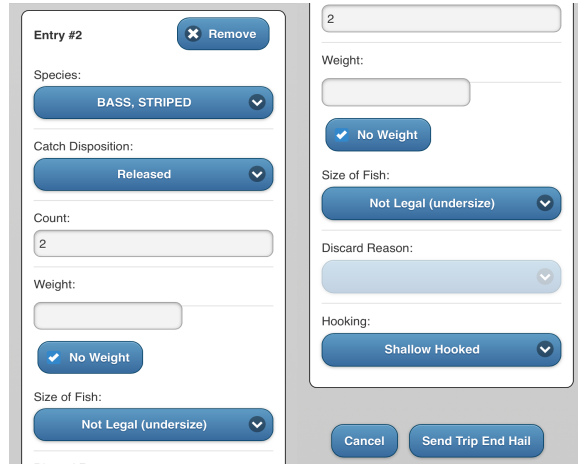 Entry #2
Remove
Species:
BASS, STRIPED
Catch Disposition:
Released
Count:
2
Weight:
No Weight
Size of Fish:
Not Legal (undersize)
2
Weight:
No Weight
Size of Fish:
Not Legal (undersize)
Discard Reason:
Hooking:
Shallow Hooked
Cancel
Send Trip End Hail